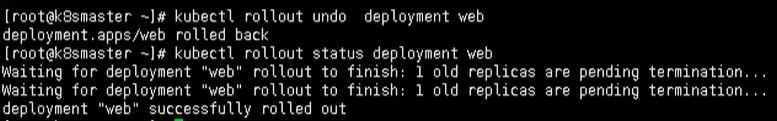 [root@k8smaster ~]# kubectl rollout undo  deployment web
deployment.apps/web rolled back
[root@k8smaster ~]# kubectl rollout status deployment web
Waiting for deployment "web" rollout to finish: 1 old replicas are pending termination...
Waiting for deployment "web" rollout to finish: 1 old replicas are pending termination...
deployment "web" successfully rolled out